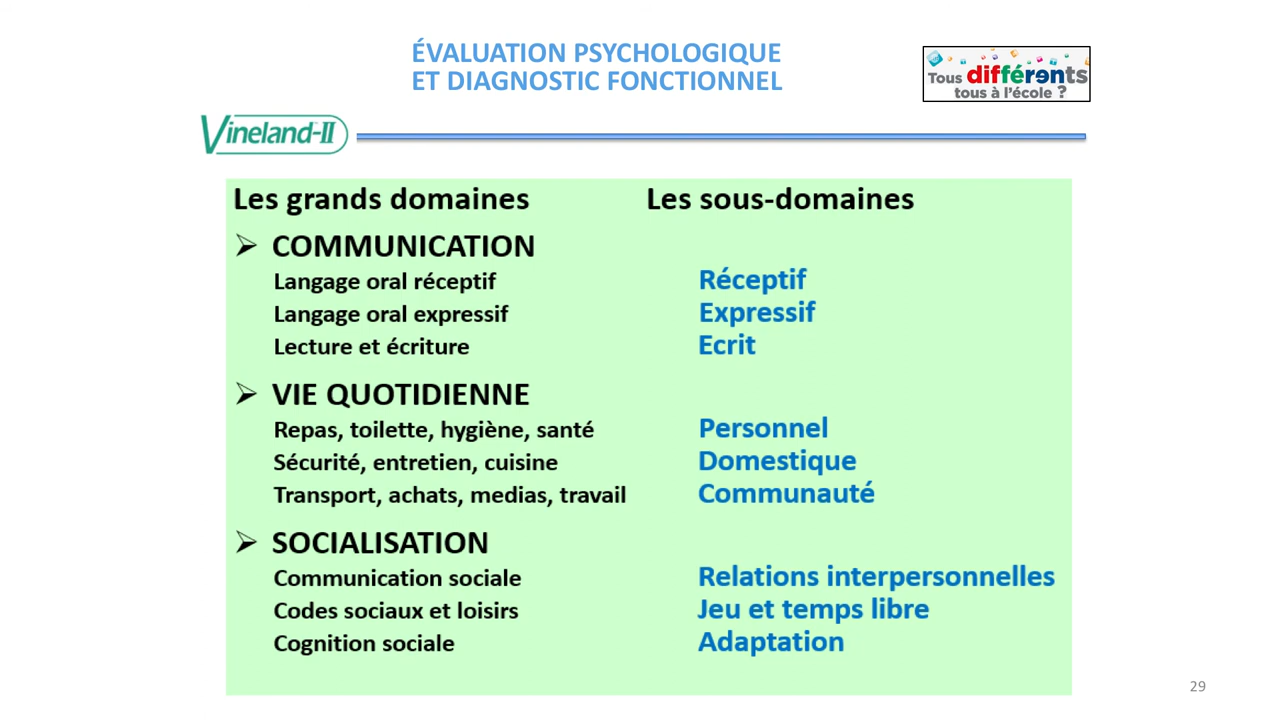 ÉVALUATION PSYCHOLOGIQUE
ET DIAGNOSTIC FONCTIONNEL
Tous différents
tous à l'école ?
Vineland-II
Les grands domaines Les sous-domaines
COMMUNICATION
Langage oral réceptif Réceptif
Langage oral expressif Expressif
Lecture et écriture Ecrit
VIE QUOTIDIENNE
Repas, toilette, hygiène, santé Personnel
Sécurité, entretien, cuisine Domestique
Transport, achats, medias, travail Communauté
SOCIALISATION
Communication sociale Relations interpersonnelles
Codes sociaux et loisirs Jeu et temps libre
Cognition sociale Adaptation
29